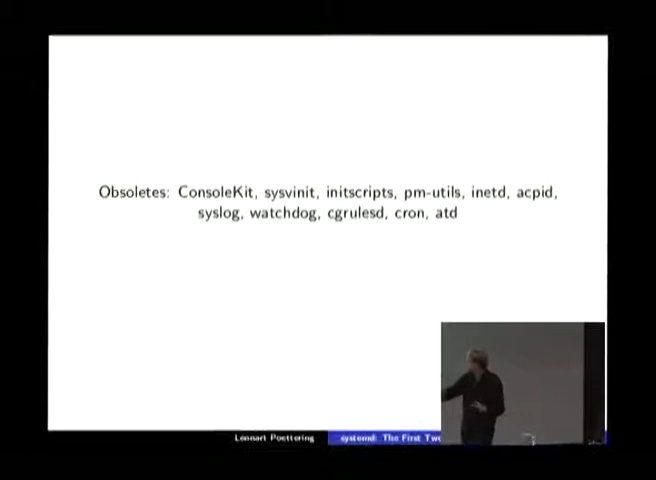 Obsoletes: ConsoleKit, sysvinit, initscripts, pm-utils, inetd, acpid,
syslog, watchdog, cgrulesd, cron, atd
Lennart Poettering
systemd: The First Two